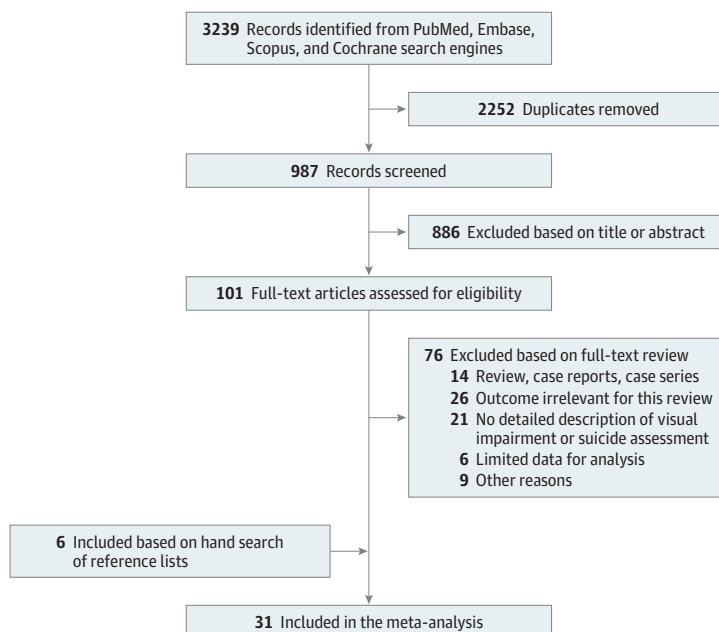 3239 Records identified from PubMed, Embase,
Scopus, and Cochrane search engines
2252 Duplicates removed
987 Records screened
886 Excluded based on title or abstract
101 Full-text articles assessed for eligibility
76 Excluded based on full-text review
14 Review, case reports, case series
26 Outcome irrelevant for this review
21 No detailed description of visual
impairment or suicide assessment
6 Limited data for analysis
9 Other reasons
6 Included based on hand search
of reference lists
31 Included in the meta-analysis